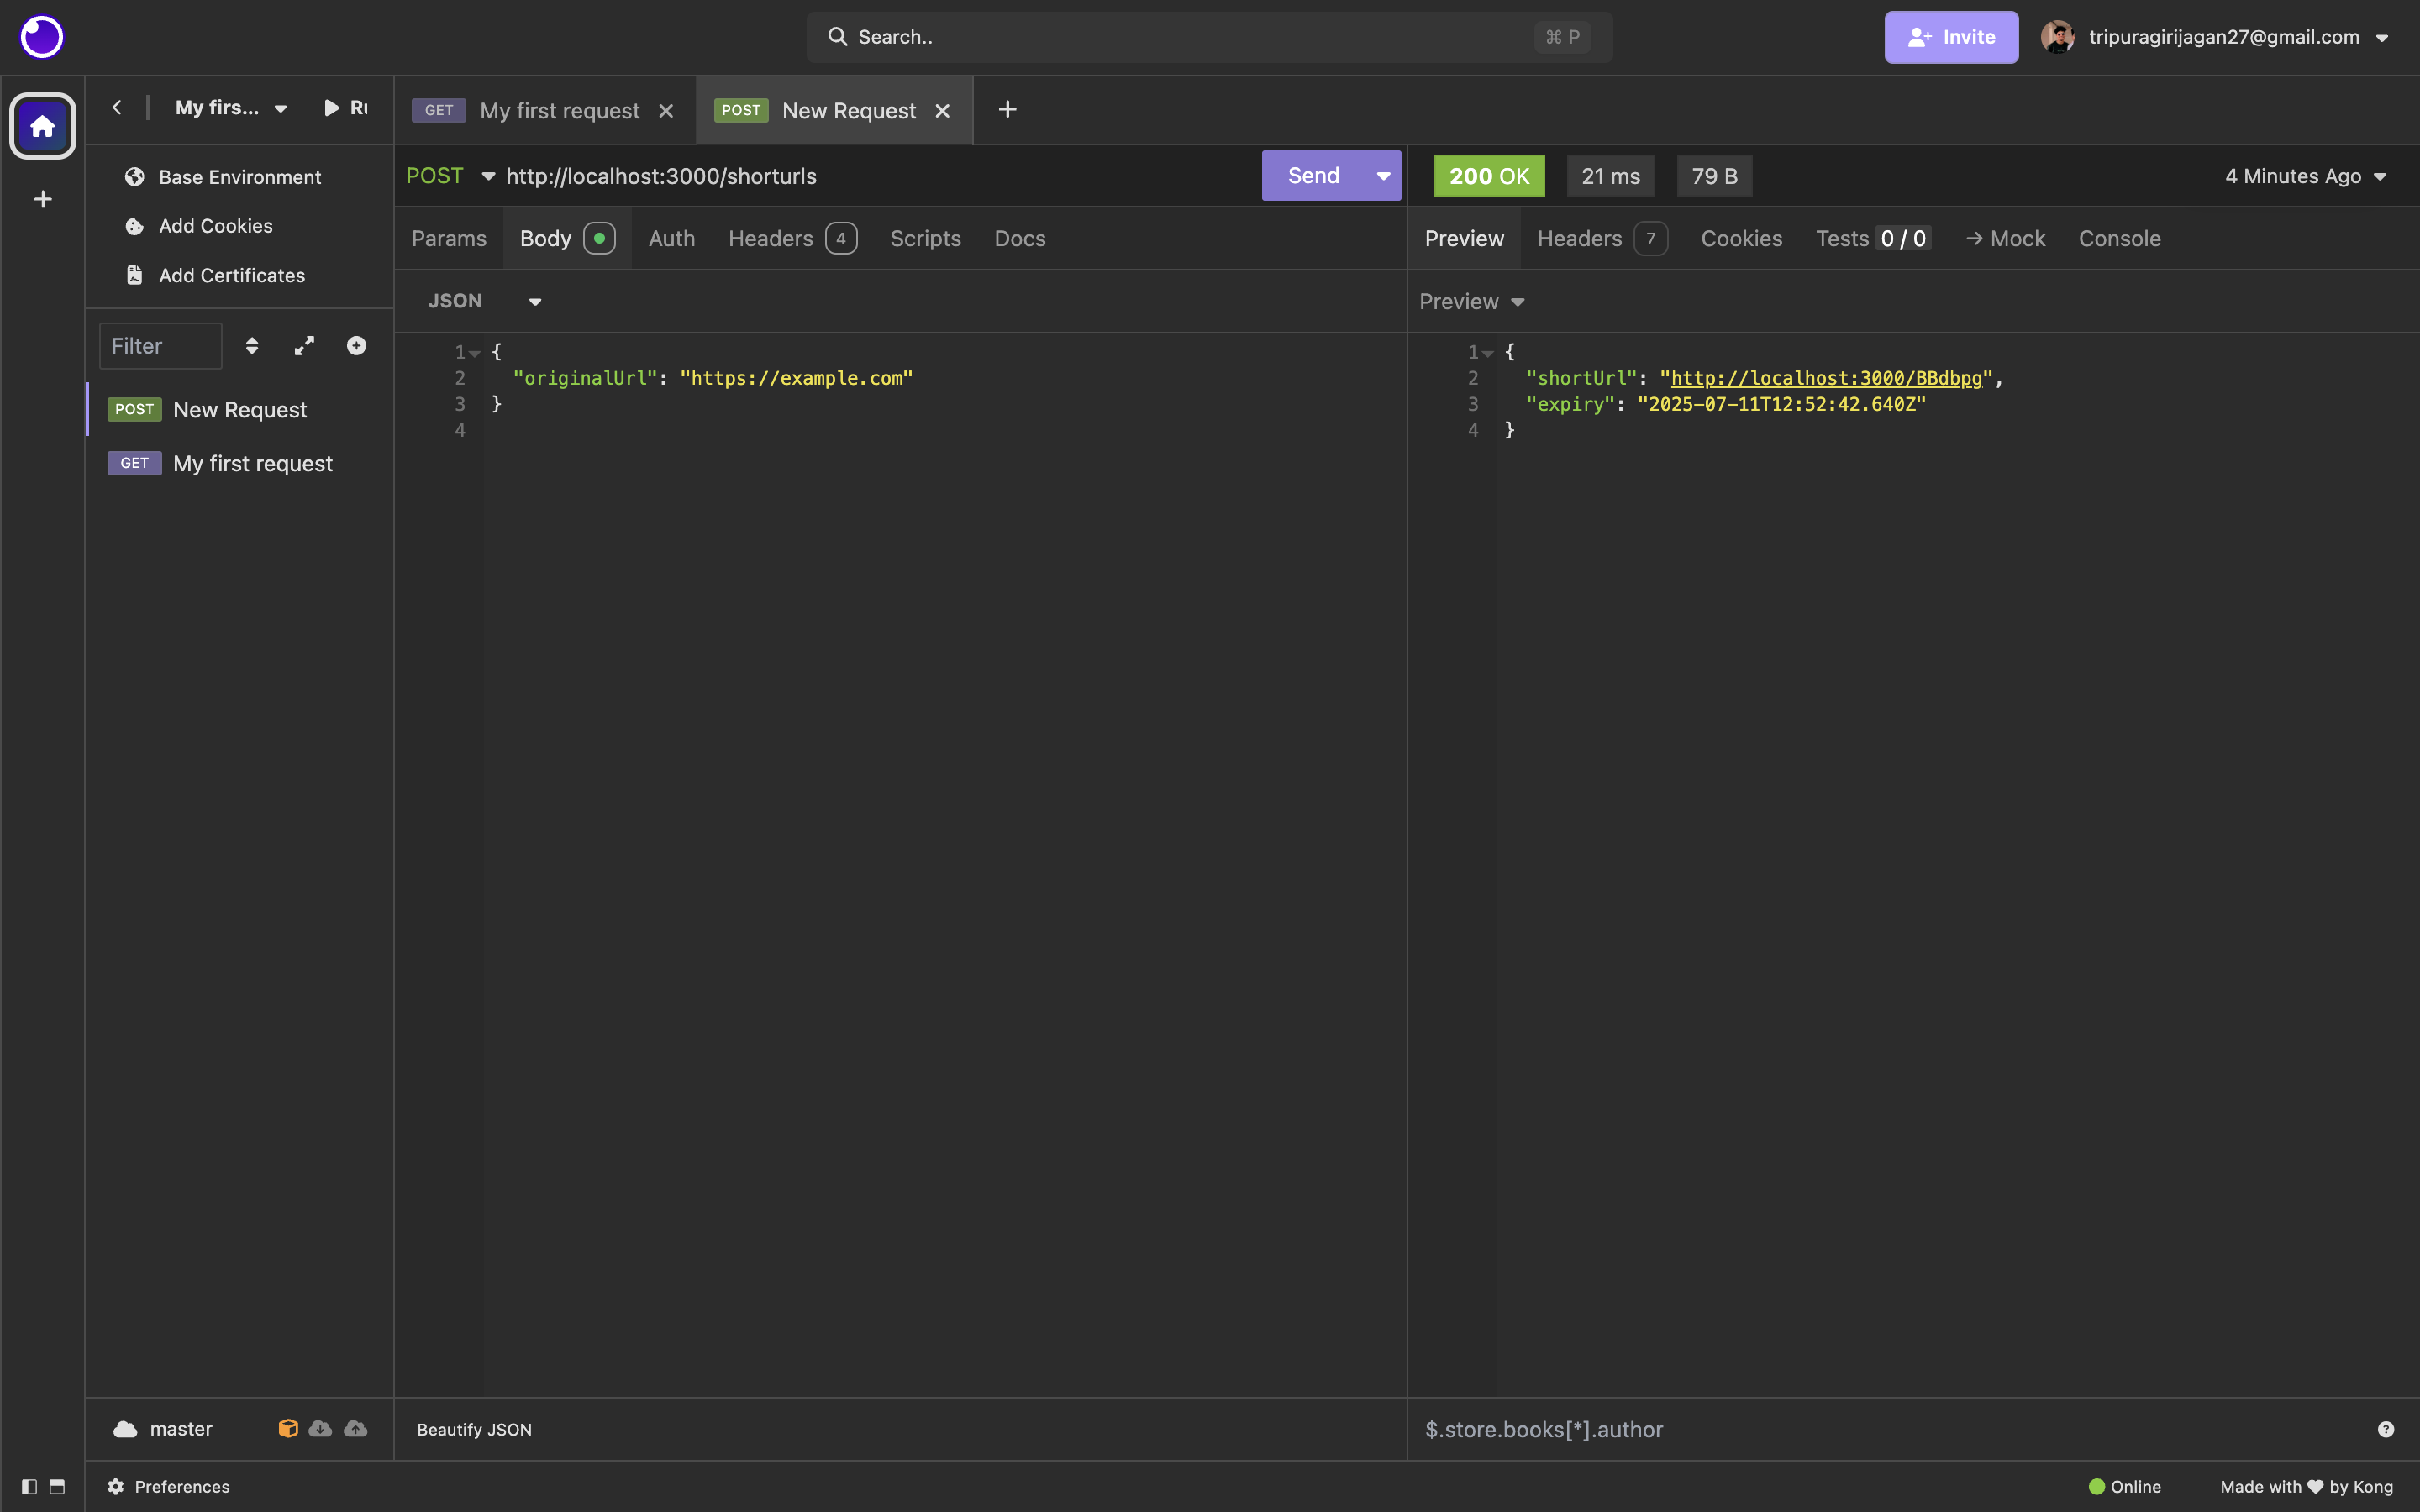 Search..
⌘ P
Invite
tripuragirijagan27@gmail.com
My firs...
Ru
GET My first request
POST New Request
Base Environment
Add Cookies
Add Certificates
Filter
POST New Request
GET My first request
POST http://localhost:3000/shorturls
Send
Params Body Auth Headers 4 Scripts Docs
JSON
1 {
2 "originalUrl": "https://example.com"
3 }
4
200 OK 21 ms 79 B
4 Minutes Ago
Preview Headers 7 Cookies Tests 0 / 0 → Mock Console
Preview
1 {
2 "shortUrl": "http://localhost:3000/BBdbpg",
3 "expiry": "2025-07-11T12:52:42.640Z"
4 }
master
Beautify JSON
$.store.books[*].author
Preferences
Online
Made with ♥ by Kong